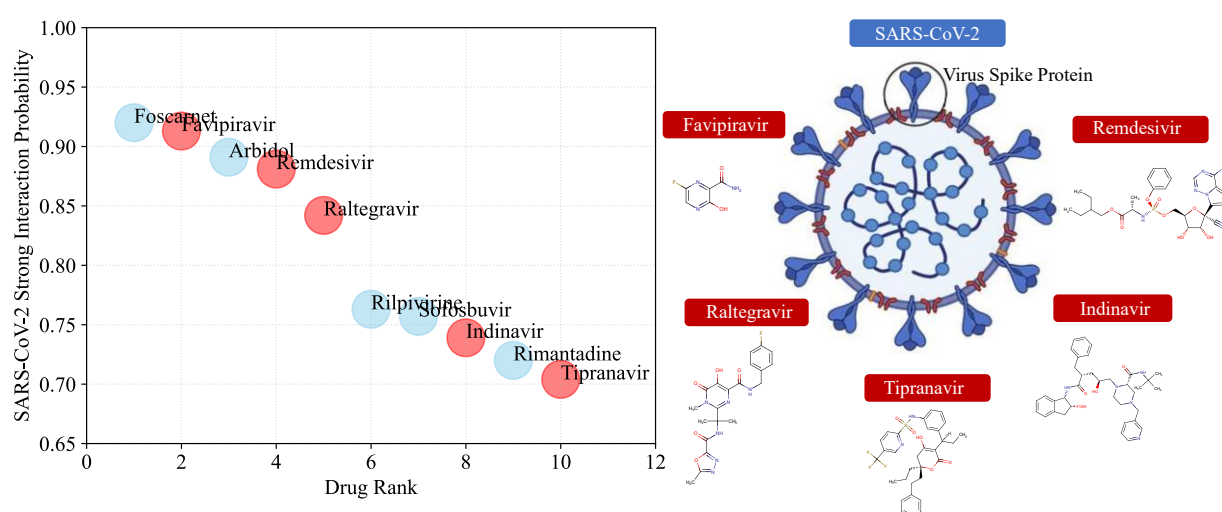 SARS-CoV-2 Strong Interaction Probability
1.00
0.95
0.90
0.85
0.80
0.75
0.70
0.65
0
2
4
6
8
10
12
Drug Rank
Foscarnet
Favipiravir
Arbidol
Remdesivir
Raltegravir
Rilpivirine
Sofosbuvir
Indinavir
Rimantadine
Tipranavir
SARS-CoV-2
Virus Spike Protein
Favipiravir
Remdesivir
Raltegravir
Indinavir
Tipranavir